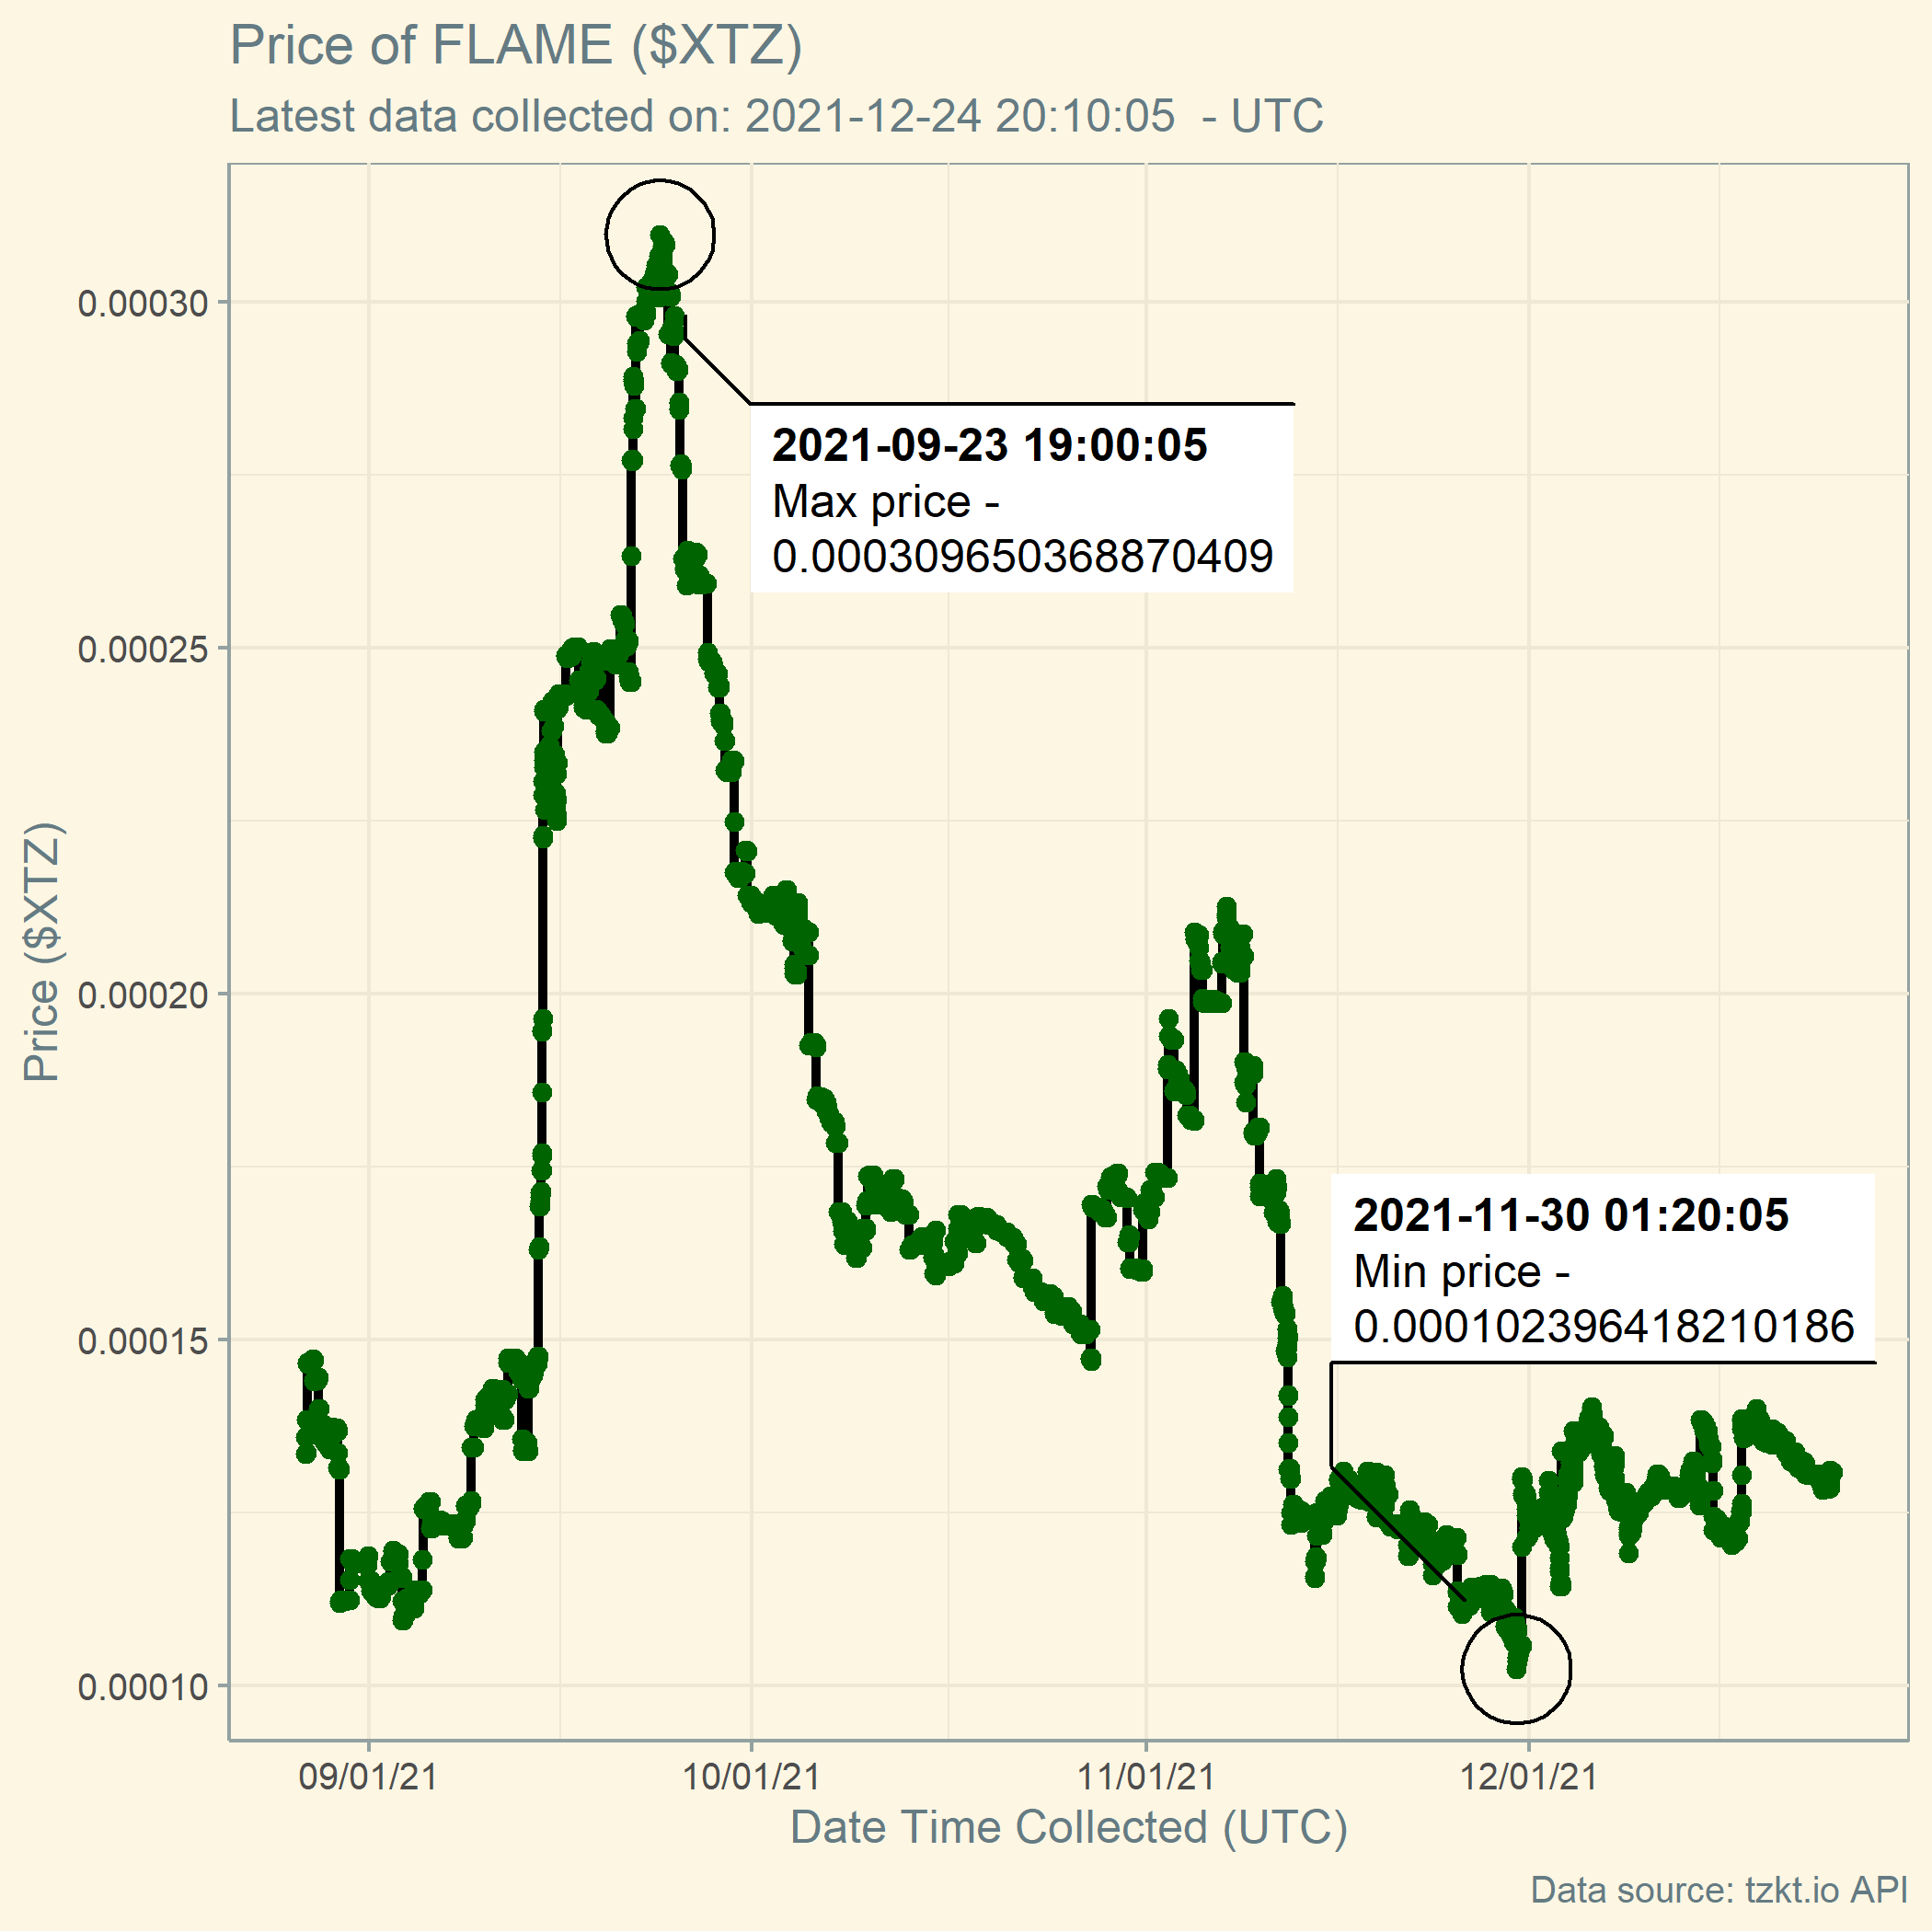 Price of FLAME ($XTZ)
Latest data collected on: 2021-12-24 20:10:05  - UTC
Price ($XTZ)
0.00030
0.00025
0.00020
0.00015
0.00010
2021-09-23 19:00:05
Max price -
0.000309650368870409
2021-11-30 01:20:05
Min price -
0.000102396418210186
09/01/21
10/01/21
11/01/21
12/01/21
Date Time Collected (UTC)
Data source: tzkt.io API